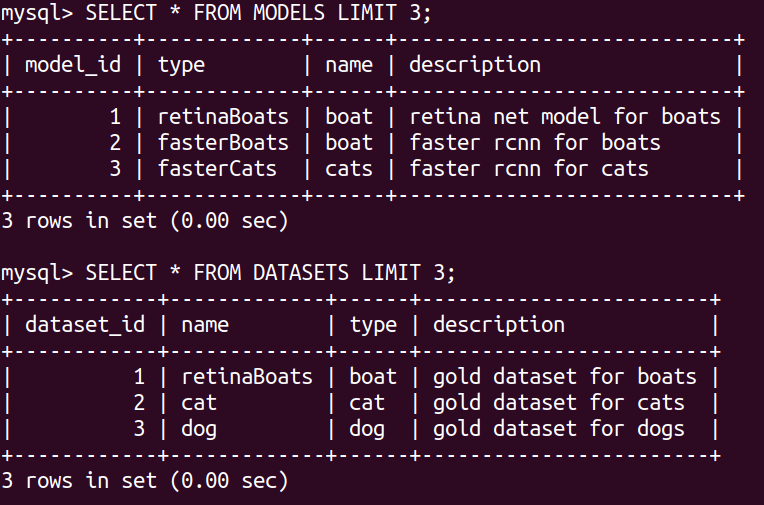 mysql> SELECT * FROM MODELS LIMIT 3;
+----------+-------------+------+----------------------------+
| model_id | type        | name | description                |
+----------+-------------+------+----------------------------+
|        1 | retinaBoats | boat | retina net model for boats |
|        2 | fasterBoats | boat | faster rcnn for boats      |
|        3 | fasterCats  | cats | faster rcnn for cats       |
+----------+-------------+------+----------------------------+
3 rows in set (0.00 sec)
mysql> SELECT * FROM DATASETS LIMIT 3;
+------------+-------------+------+------------------------+
| dataset_id | name        | type | description            |
+------------+-------------+------+------------------------+
|          1 | retinaBoats | boat | gold dataset for boats |
|          2 | cat         | cat  | gold dataset for cats  |
|          3 | dog         | dog  | gold dataset for dogs  |
+------------+-------------+------+------------------------+
3 rows in set (0.00 sec)